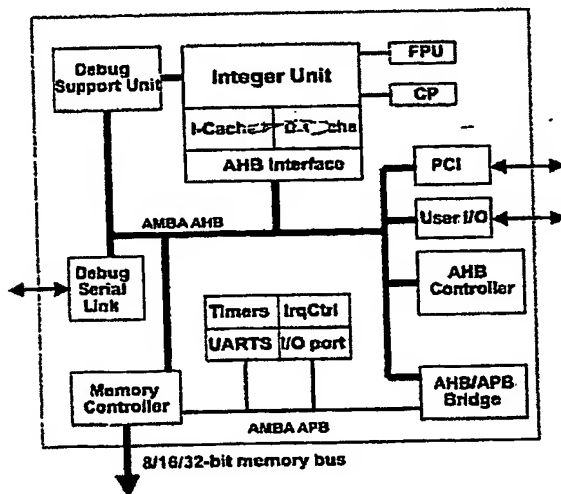 Debug
Support Unit
Integer Unit
FPU
CP
I-Cache
AHB Interface
PCI
AMBA AHB
User I/O
Debug
Serial
Link
AHB
Controller
Timers IrqCtrl
UARTS I/O port
Memory
Controller
AHB/APB
Bridge
AMBA APB
8/16/32-bit memory bus